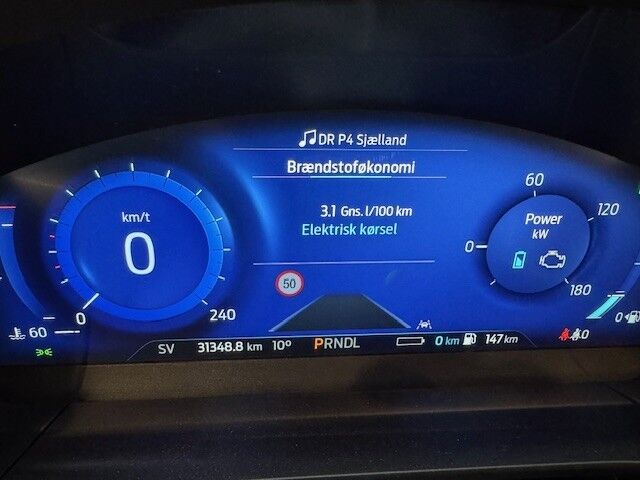 DR P4 Sjælland
Brændstoføkonomi
3.1 Gns. l/100 km
Elektrisk kørsel
km/t
0
0
240
60
50
Power
kW
0
60
120
180
0
SV 31348.8 km 10° PRNDL 0 km 147 km